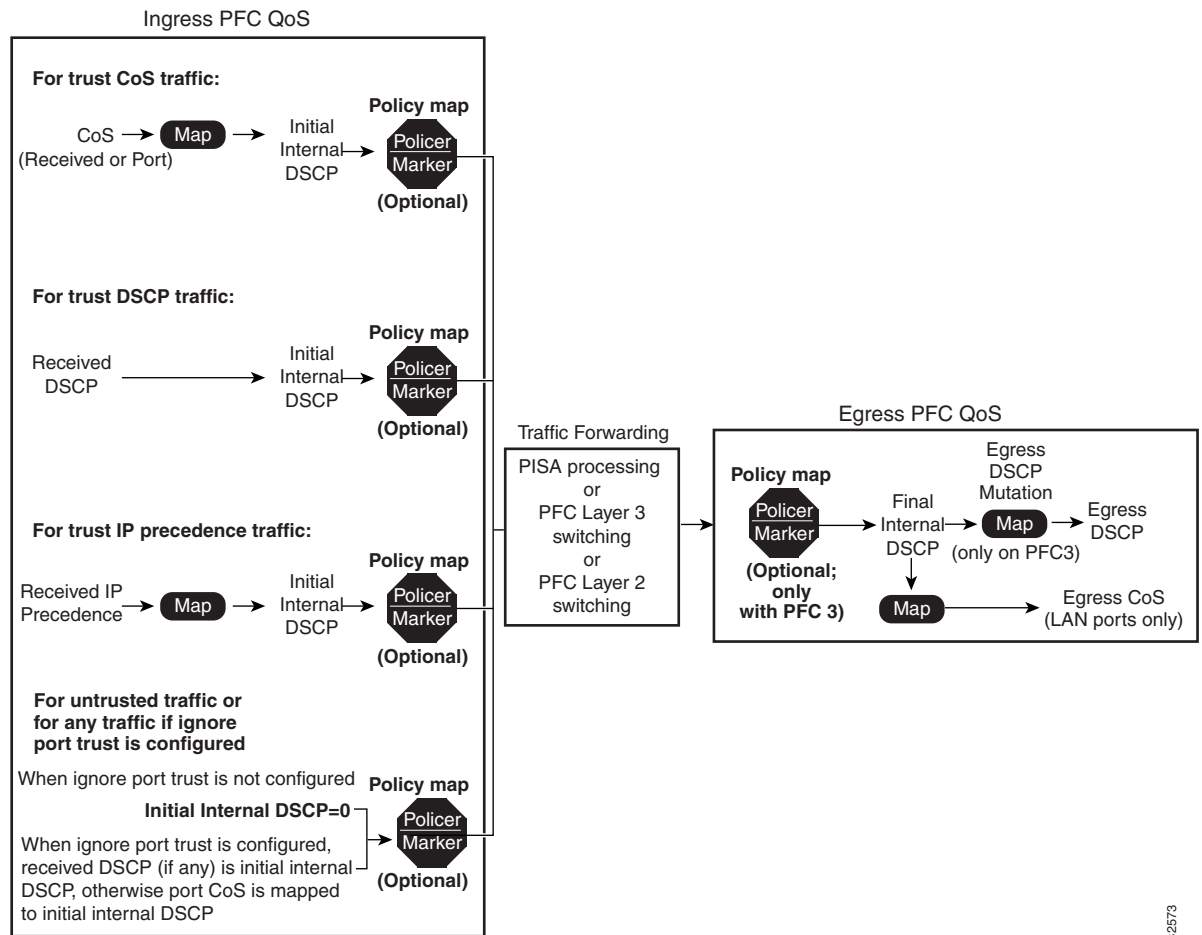 Ingress PFC QoS
For trust CoS traffic:
CoS
(Received or Port)
Map
Initial
Internal
DSCP
Policy map
Policer
Marker
(Optional)
For trust DSCP traffic:
Received
DSCP
Initial
Internal
DSCP
Policy map
Policer
Marker
(Optional)
For trust IP precedence traffic:
Received IP
Precedence
Map
Initial
Internal
DSCP
Policy map
Policer
Marker
(Optional)
For untrusted traffic or
for any traffic if ignore
port trust is configured
When ignore port trust is not configured
Initial Internal DSCP=0
When ignore port trust is configured,
received DSCP (if any) is initial internal
DSCP, otherwise port CoS is mapped
to initial internal DSCP
Policy map
Policer
Marker
(Optional)
Traffic Forwarding
PISA processing
or
PFC Layer 3
switching
or
PFC Layer 2
switching
Egress PFC QoS
Policy map
Policer
Marker
(Optional;
only
with PFC 3)
Final
Internal
DSCP
Egress
DSCP
Mutation
Map
(only on PFC3)
Egress
DSCP
Map
Egress CoS
(LAN ports only)